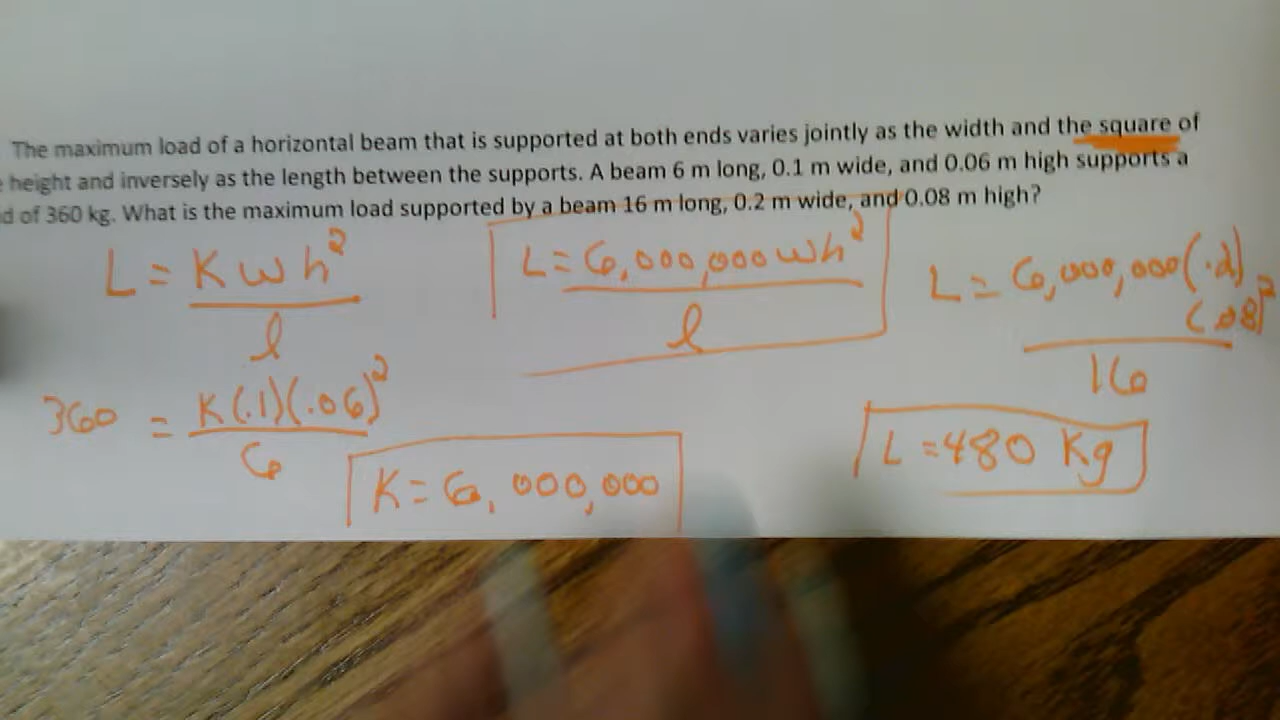 The maximum load of a horizontal beam that is supported at both ends varies jointly as the width and the square of
height and inversely as the length between the supports. A beam 6 m long, 0.1 m wide, and 0.06 m high supports a
d of 360 kg. What is the maximum load supported by a beam 16 m long, 0.2 m wide, and 0.08 m high?
L = K w h²
l
360 = K(.1)(.06)²
6
K = 6,000,000
L = 6,000,000 wh²
l
L = 6,000,000(.2)
(.08)²
16
L = 480 Kg